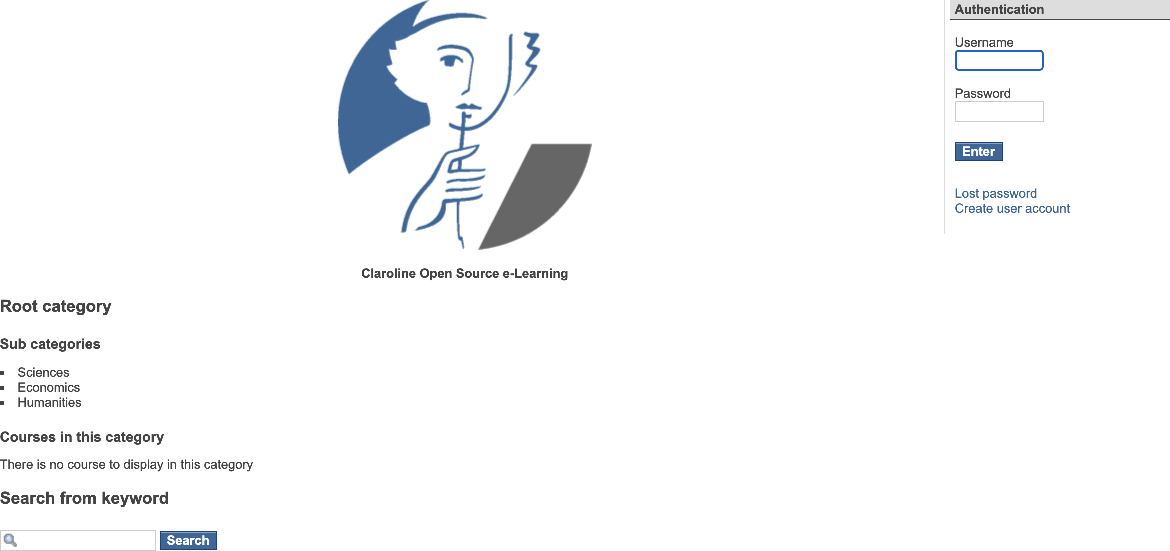 Authentication
Username
Password
Enter
Lost password
Create user account
Claroline Open Source e-Learning
Root category
Sub categories
Sciences
Economics
Humanities
Courses in this category
There is no course to display in this category
Search from keyword
Search